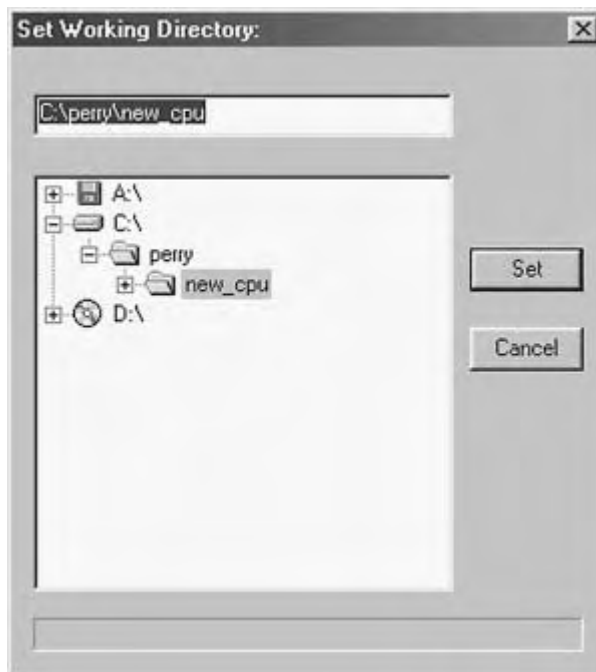 Set Working Directory:
C:\perry\new_cpu
A:\
C:\
perry
new_cpu
D:\
Set
Cancel